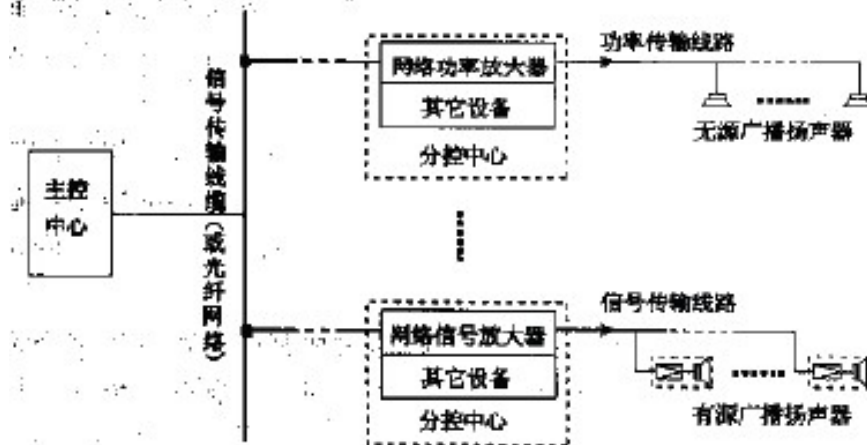 功率传输线路
网络功率放大器
其它设备
分控中心
无源广播扬声器
信号传输线缆(或光纤网络)
主控
中心
信号传输线路
网络信号放大器
其它设备
分控中心
有源广播扬声器